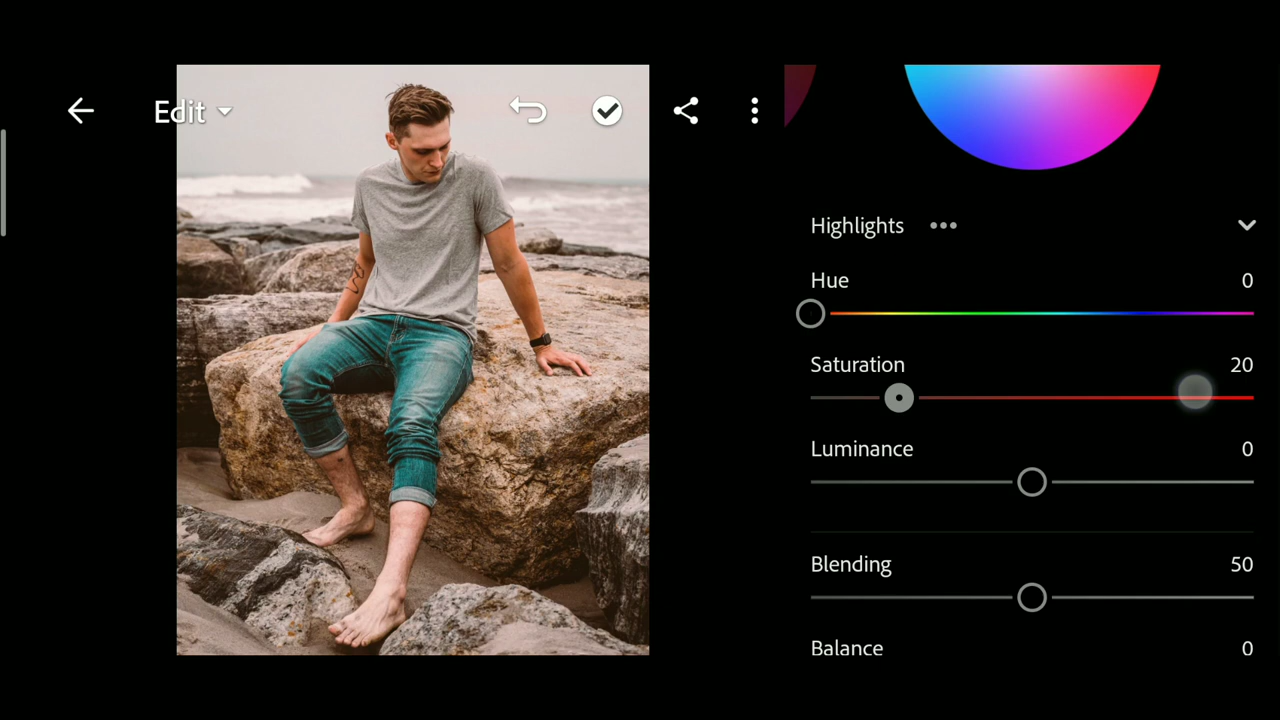 Edit
Highlights
Hue 0
Saturation 20
Luminance 0
Blending 50
Balance 0